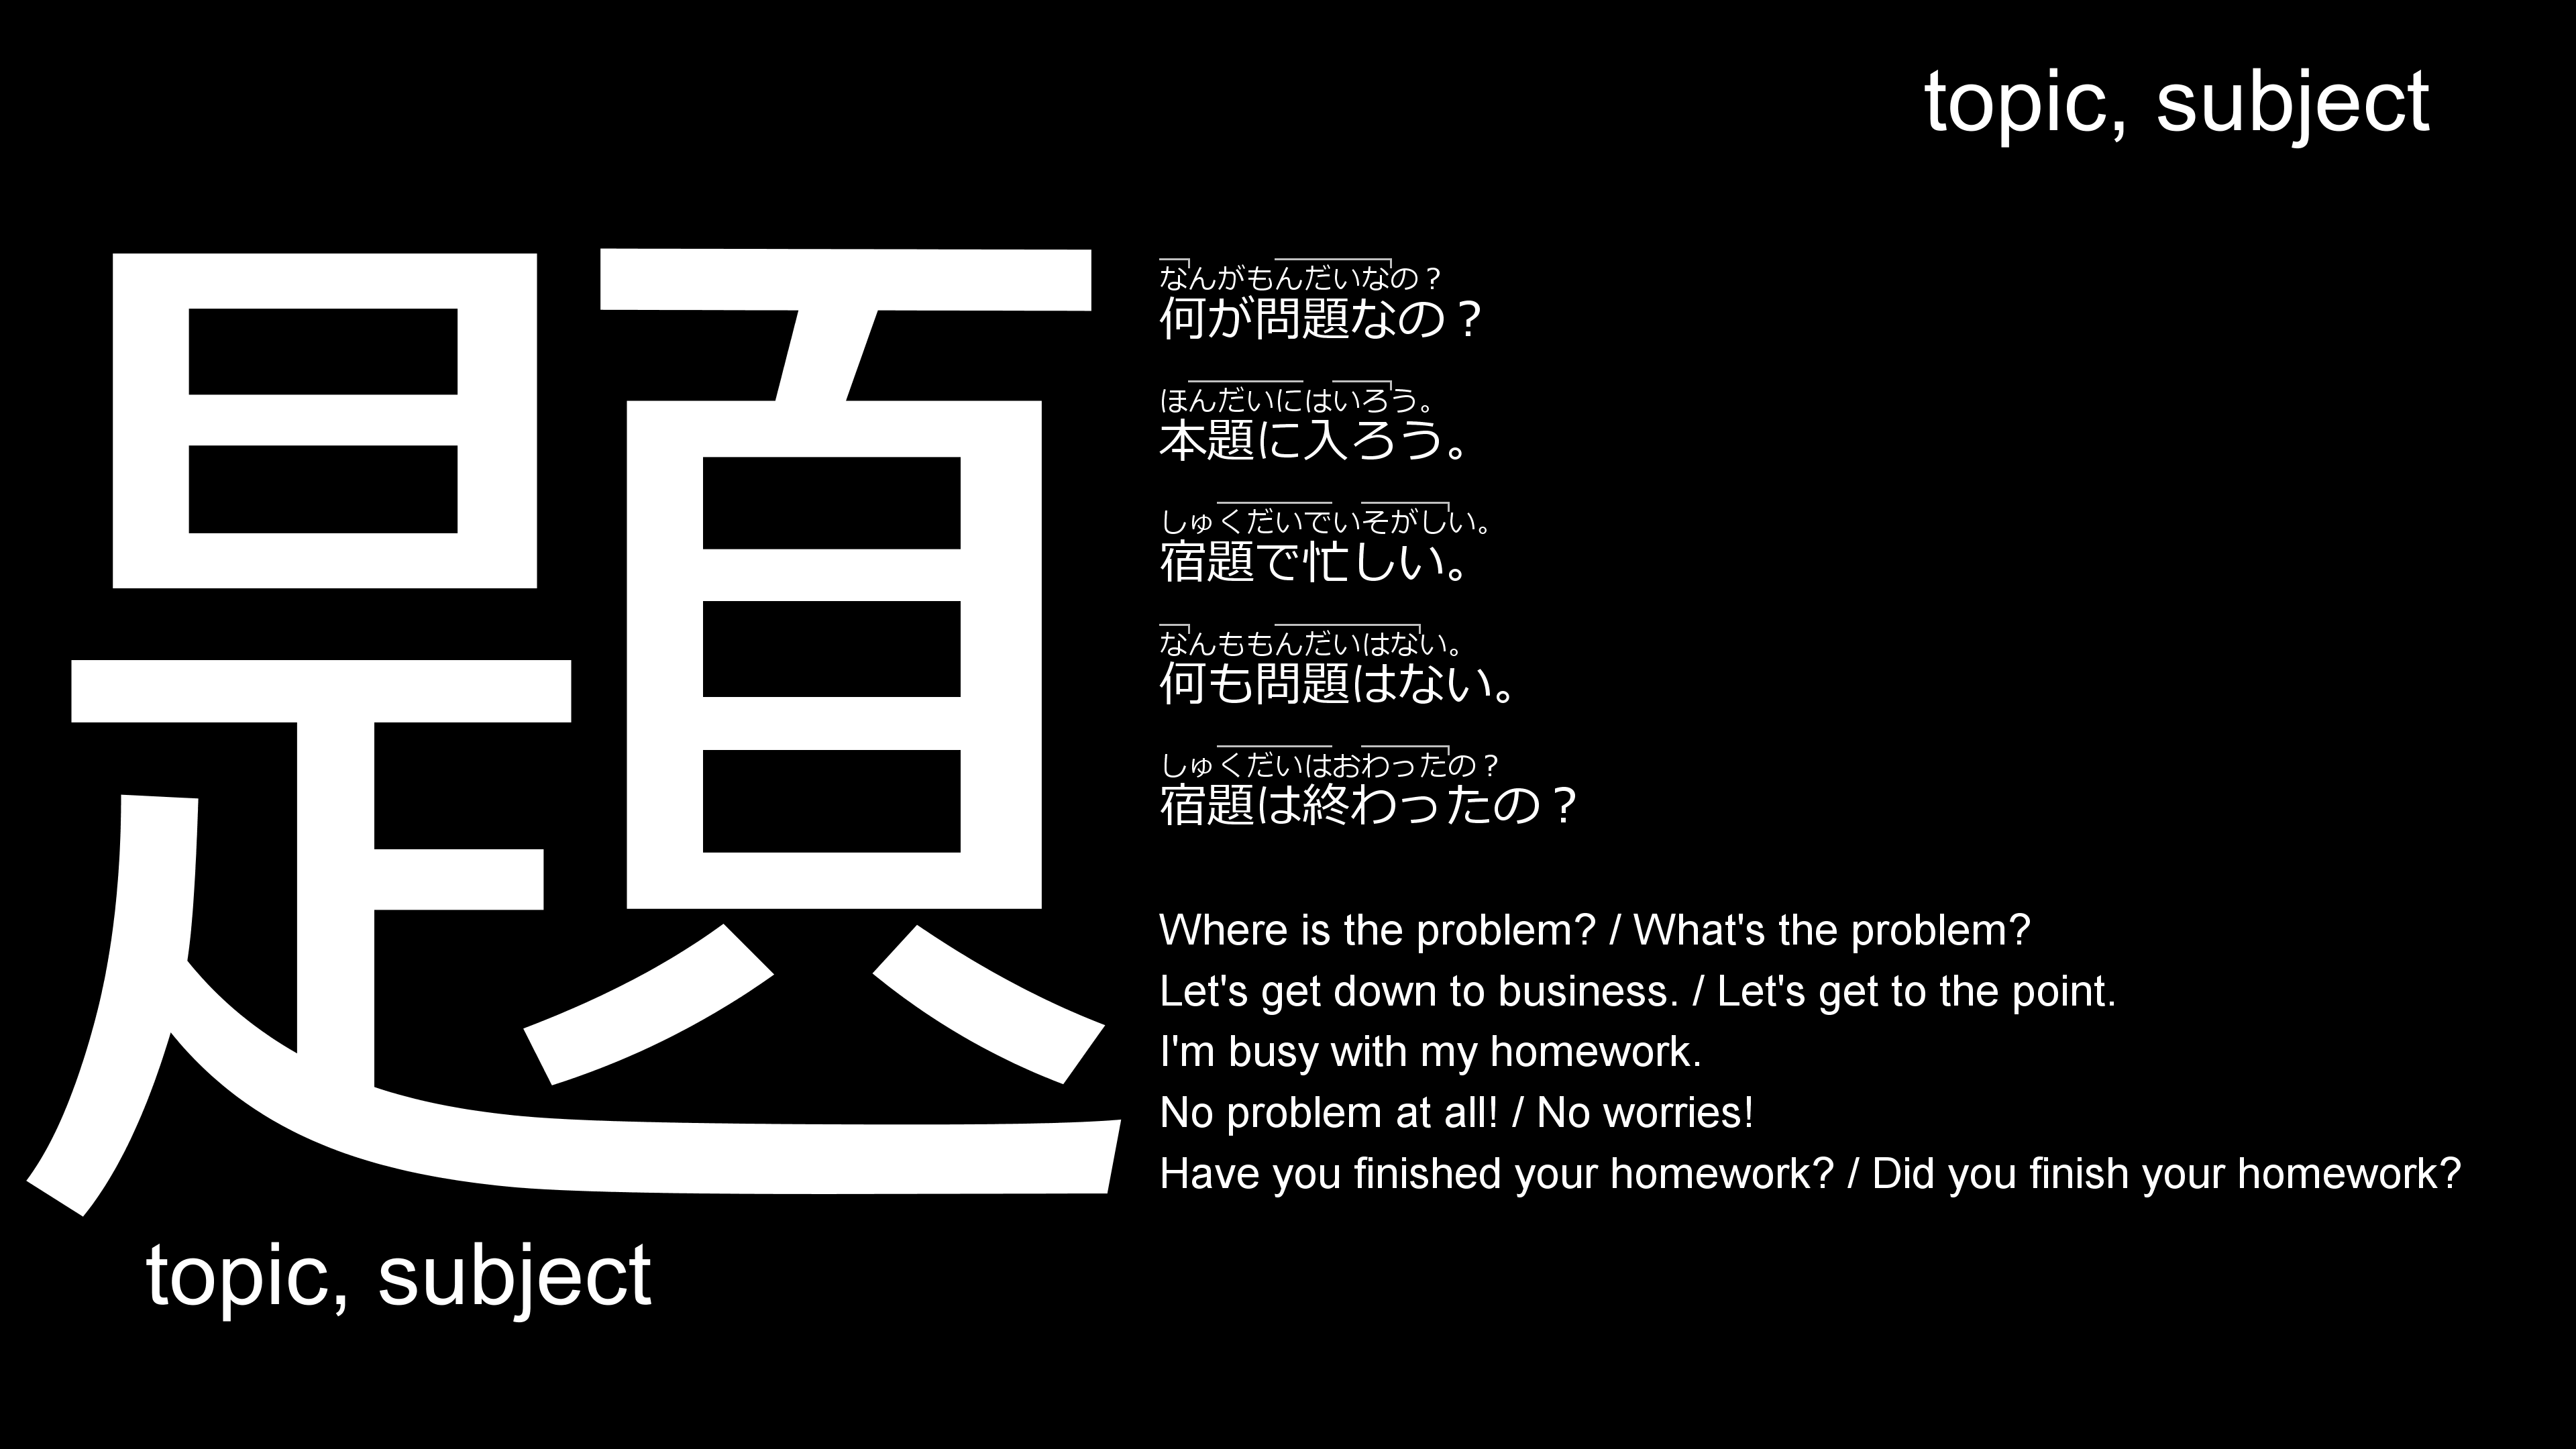 topic, subject
題
topic, subject
なんがもんだいなの？
何が問題なの？
ほんだいにはいろう。
本題に入ろう。
しゅくだいでいそがしい。
宿題で忙しい。
なんももんだいはない。
何も問題はない。
しゅくだいはおわったの？
宿題は終わったの？
Where is the problem? / What's the problem?
Let's get down to business. / Let's get to the point.
I'm busy with my homework.
No problem at all! / No worries!
Have you finished your homework? / Did you finish your homework?